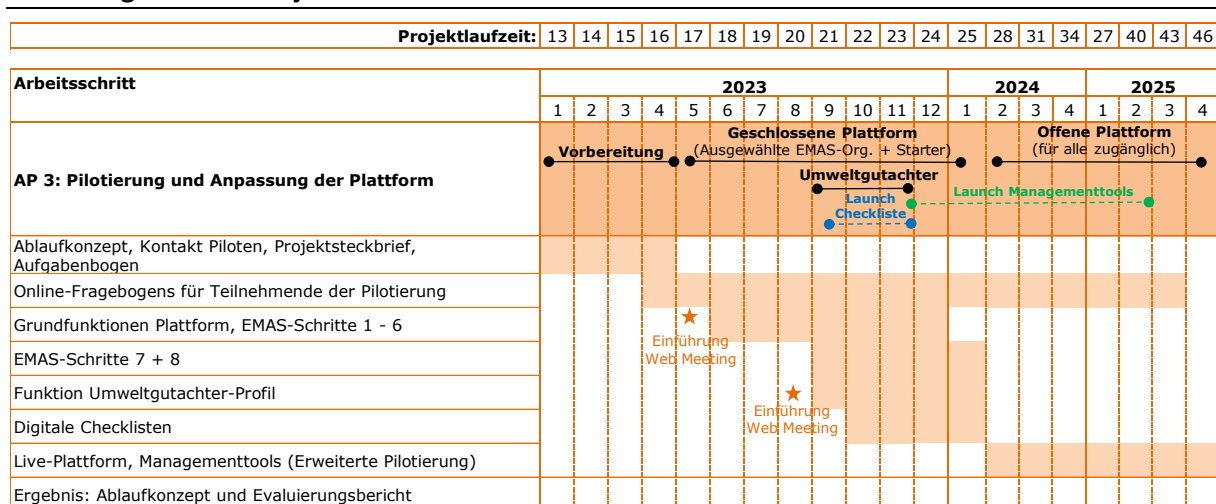 Projektlaufzeit: 13 14 15 16 17 18 19 20 21 22 23 24 25 28 31 34 27 40 43 46
Arbeitsschritt
2023 2024 2025
1 2 3 4 5 6 7 8 9 10 11 12 1 2 3 4 1 2 3 4
AP 3: Pilotierung und Anpassung der Plattform
Vorbereitung
Geschlossene Plattform
(Ausgewählte EMAS-Org. + Starter)
Offene Plattform
(für alle zugänglich)
Umweltgutachter
Launch
Checkliste
Launch Managementtools
Ablaufkonzept, Kontakt Piloten, Projektsteckbrief,
Aufgabenbogen
Online-Fragebogens für Teilnehmende der Pilotierung
Grundfunktionen Plattform, EMAS-Schritte 1 - 6
Einführung
Web Meeting
EMAS-Schritte 7 + 8
Funktion Umweltgutachter-Profil
Einführung
Web Meeting
Digitale Checklisten
Live-Plattform, Managementtools (Erweiterte Pilotierung)
Ergebnis: Ablaufkonzept und Evaluierungsbericht